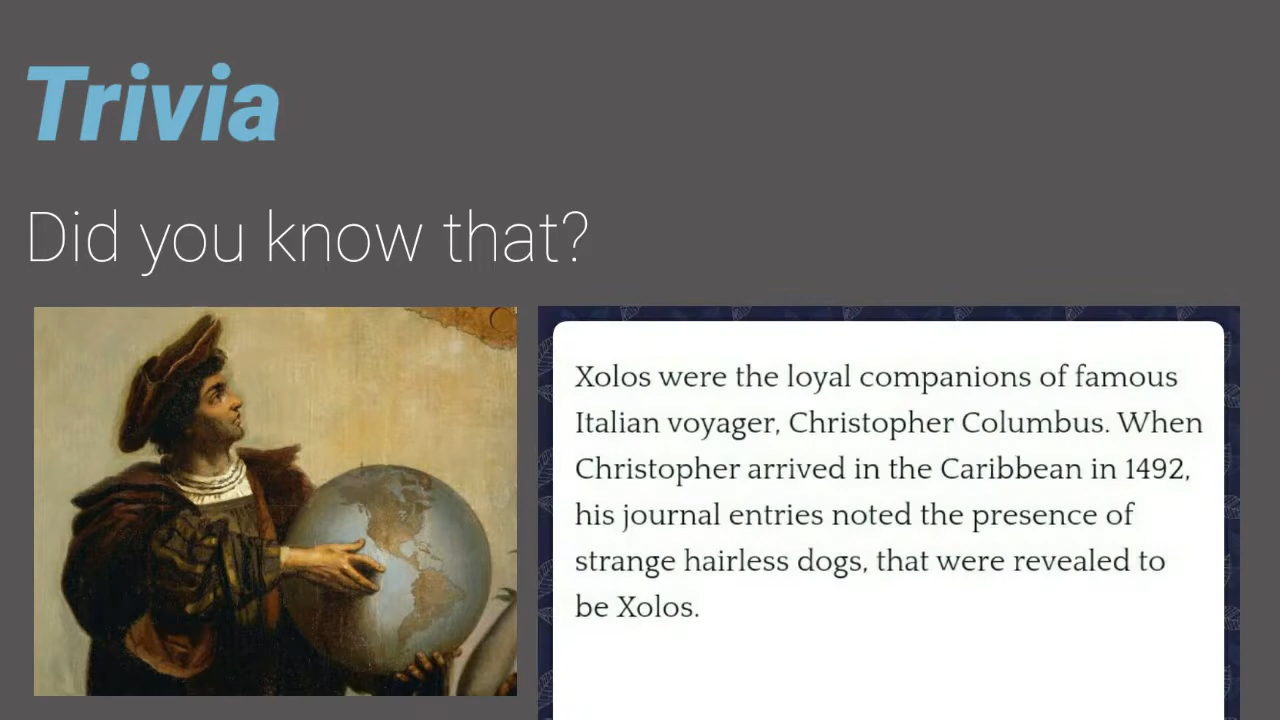 Trivia
Did you know that?
Xolos were the loyal companions of famous
Italian voyager, Christopher Columbus. When
Christopher arrived in the Caribbean in 1492,
his journal entries noted the presence of
strange hairless dogs, that were revealed to
be Xolos.